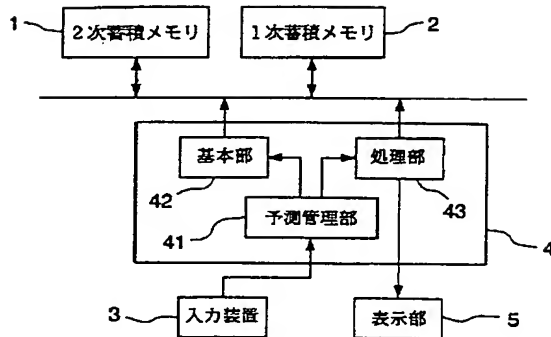 1
2次蓄積メモリ
1次蓄積メモリ
2
基本部
処理部
42
43
予測管理部
41
4
3
入力装置
表示部
5